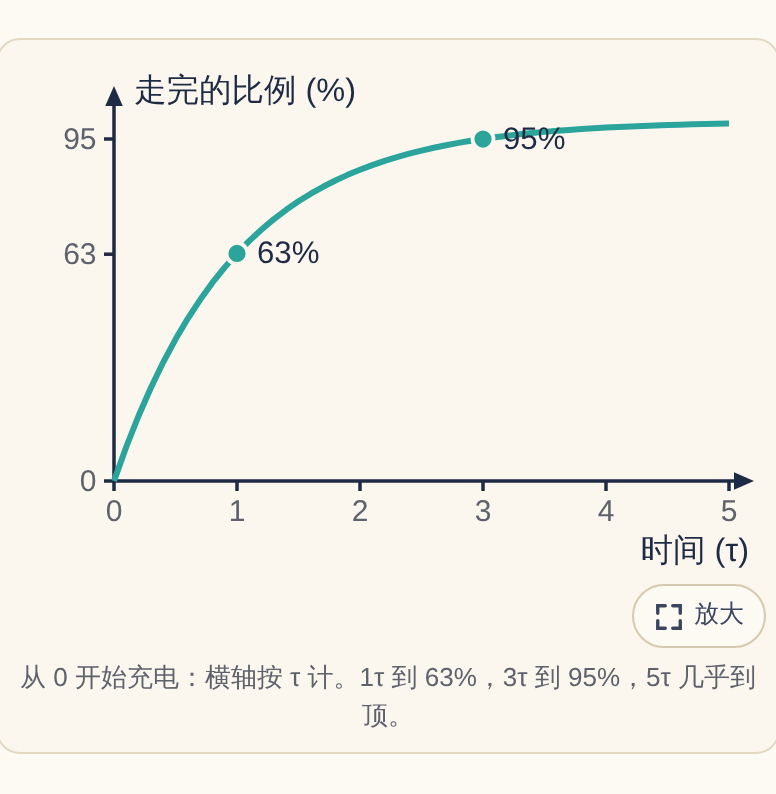 走完的比例 (%)
95
95%
63
63%
0
0 1 2 3 4 5
时间 (τ)
放大
从 0 开始充电：横轴按 τ 计。1τ 到 63%，3τ 到 95%，5τ 几乎到
顶。